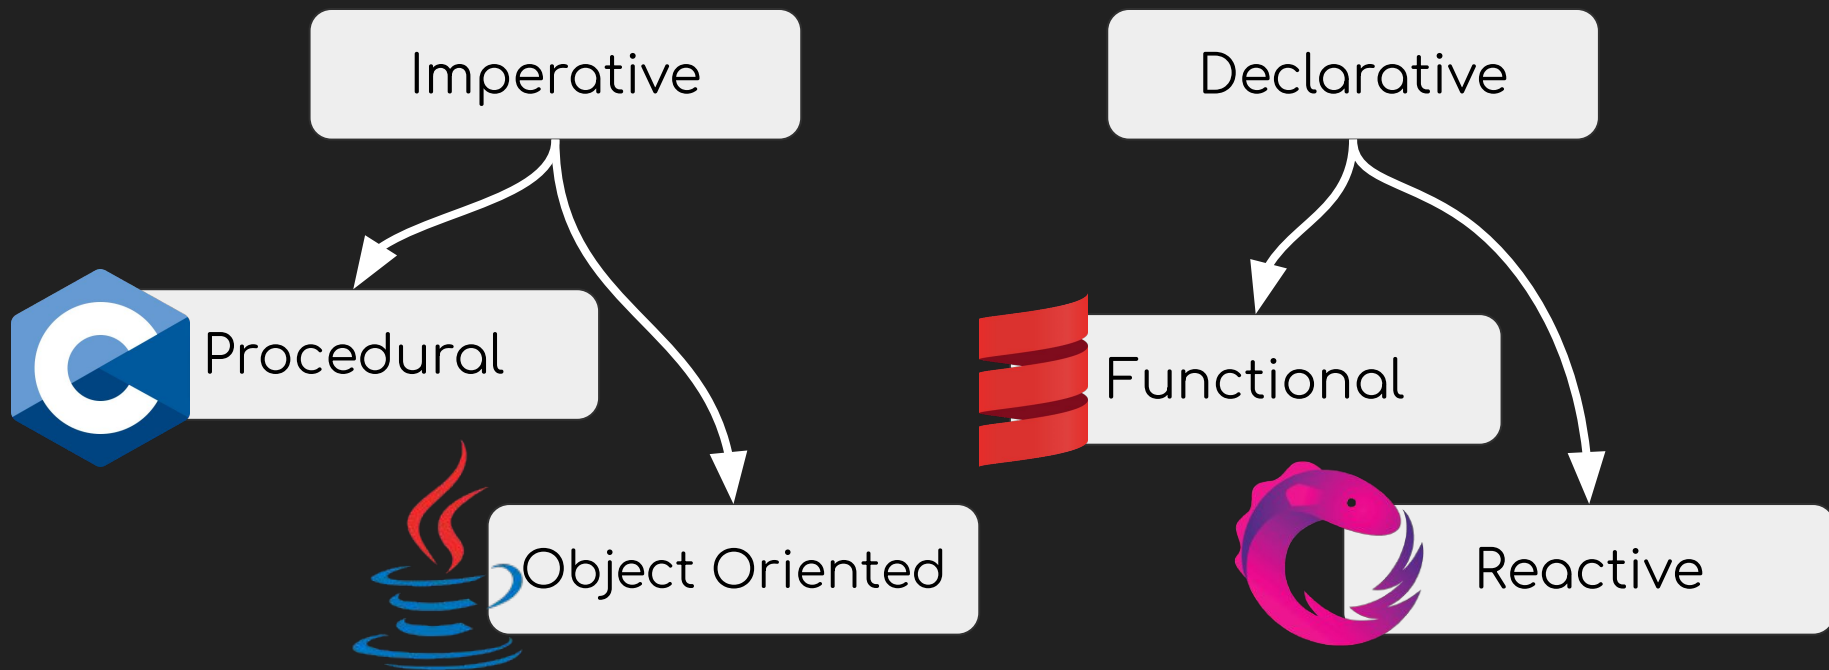 Imperative
Declarative
Procedural
Functional
Object Oriented
Reactive